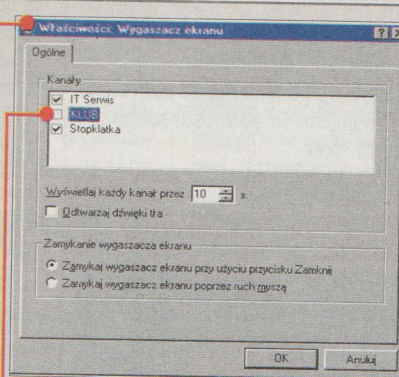 Właściwości: Wygaszacz ekranu
Ogólne
Kanały
IT Serwis
KLUB
Stopklatka
Wyświetlaj każdy kanał przez 10 s.
Odtwarzaj dźwięki tła
Zamykanie wygaszacza ekranu
Zamykaj wygaszacz ekranu przy użyciu przycisku Zamknij
Zamykaj wygaszacz ekranu poprzez ruch myszą
OK Anuluj